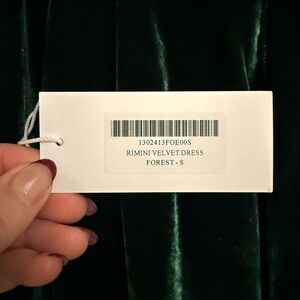 1302413FOE00S
RIMINI VELVET DRESS
FOREST - S